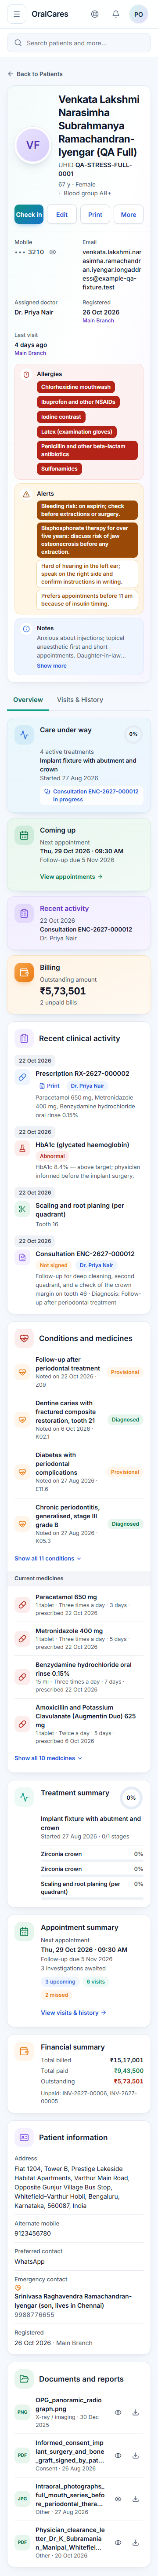 OralCares
PO
Search patients and more...
Back to Patients
VF
Venkata Lakshmi
Narasimha
Subrahmanya
Ramachandran-
Iyengar (QA Full)
UHID QA-STRESS-FULL-
0001
67 y · Female
· Blood group AB+
Check in
Edit
Print
More
Mobile
••• 3210
Email
venkata.lakshmi.nar
asimha.ramachandr
an.iyengar.longaddr
ess@example-qa-
fixture.test
Assigned doctor
Dr. Priya Nair
Registered
26 Oct 2026
Main Branch
Last visit
4 days ago
Main Branch
Allergies
Chlorhexidine mouthwash
Ibuprofen and other NSAIDs
Iodine contrast
Latex (examination gloves)
Penicillin and other beta-lactam
antibiotics
Sulfonamides
Alerts
Bleeding risk: on aspirin; check
before extractions or surgery.
Bisphosphonate therapy for over
five years: discuss risk of jaw
osteonecrosis before any
extraction.
Hard of hearing in the left ear;
speak on the right side and
confirm instructions in writing.
Prefers appointments before 11 am
because of insulin timing.
Notes
Anxious about injections; topical
anaesthetic first and short
appointments. Daughter-in-law...
Show more
Overview
Visits & History
Care under way
0%
4 active treatments
Implant fixture with abutment and
crown
Started 27 Aug 2026
Consultation ENC-2627-000012
in progress
Coming up
Next appointment
Thu, 29 Oct 2026 · 09:30 AM
Follow-up due 5 Nov 2026
View appointments
Recent activity
22 Oct 2026
Consultation ENC-2627-000012
Dr. Priya Nair
Billing
Outstanding amount
₹5,73,501
2 unpaid bills
Recent clinical activity
22 Oct 2026
Prescription RX-2627-000002
Print
Dr. Priya Nair
Paracetamol 650 mg, Metronidazole
400 mg, Benzydamine hydrochloride
oral rinse 0.15%
22 Oct 2026
HbA1c (glycated haemoglobin)
Abnormal
HbA1c 8.4% — above target; physician
informed before the implant surgery.
22 Oct 2026
Scaling and root planing (per
quadrant)
Tooth 16
22 Oct 2026
Consultation ENC-2627-000012
Not signed
Dr. Priya Nair
Follow-up for deep cleaning, second
quadrant, and a check of the crown
margin on tooth 46 · Diagnosis: Follow-
up after periodontal treatment
Conditions and medicines
Follow-up after
periodontal treatment
Noted on 22 Oct 2026 ·
Z09
Provisional
Dentine caries with
fractured composite
restoration, tooth 21
Noted on 6 Oct 2026 ·
K02.1
Diagnosed
Diabetes with
periodontal
complications
Noted on 27 Aug 2026 ·
E11.6
Provisional
Chronic periodontitis,
generalised, stage III
grade B
Noted on 27 Aug 2026 ·
K05.3
Diagnosed
Show all 11 conditions
Current medicines
Paracetamol 650 mg
1 tablet · Three times a day · 3 days ·
prescribed 22 Oct 2026
Metronidazole 400 mg
1 tablet · Three times a day · 5 days ·
prescribed 22 Oct 2026
Benzydamine hydrochloride oral
rinse 0.15%
15 ml · Three times a day · 7 days ·
prescribed 22 Oct 2026
Amoxicillin and Potassium
Clavulanate (Augmentin Duo) 625
mg
1 tablet · Twice a day · 5 days ·
prescribed 6 Oct 2026
Show all 10 medicines
Treatment summary
0%
Implant fixture with abutment and
crown
Started 27 Aug 2026 · 0/1 stages
Zirconia crown
0%
Zirconia crown
0%
Scaling and root planing (per
quadrant)
0%
Appointment summary
Next appointment
Thu, 29 Oct 2026 · 09:30 AM
Follow-up due 5 Nov 2026
3 investigations awaited
3 upcoming
6 visits
2 missed
View visits & history
Financial summary
Total billed
₹15,17,001
Total paid
₹9,43,500
Outstanding
₹5,73,501
Unpaid: INV-2627-00006, INV-2627-
00005
Patient information
Address
Flat 1204, Tower B, Prestige Lakeside
Habitat Apartments, Varthur Main Road,
Opposite Gunjur Village Bus Stop,
Whitefield–Varthur Hobli, Bengaluru,
Karnataka, 560087, India
Alternate mobile
9123456780
Preferred contact
WhatsApp
Emergency contact
Srinivasa Raghavendra Ramachandran-
Iyengar (son, lives in Chennai)
9988776655
Registered
26 Oct 2026 · Main Branch
Documents and reports
PNG
OPG_panoramic_radio
graph.png
X-ray / imaging · 30 Dec
2025
PDF
Informed_consent_imp
lant_surgery_and_bone
_graft_signed_by_pat...
Consent · 26 Aug 2026
JPG
Intraoral_photographs_
full_mouth_series_befo
re_periodontal_thera...
Other · 27 Aug 2026
PDF
Physician_clearance_le
tter_Dr_K_Subramania
n_Manipal_Whitefiel...
Other · 20 Oct 2026